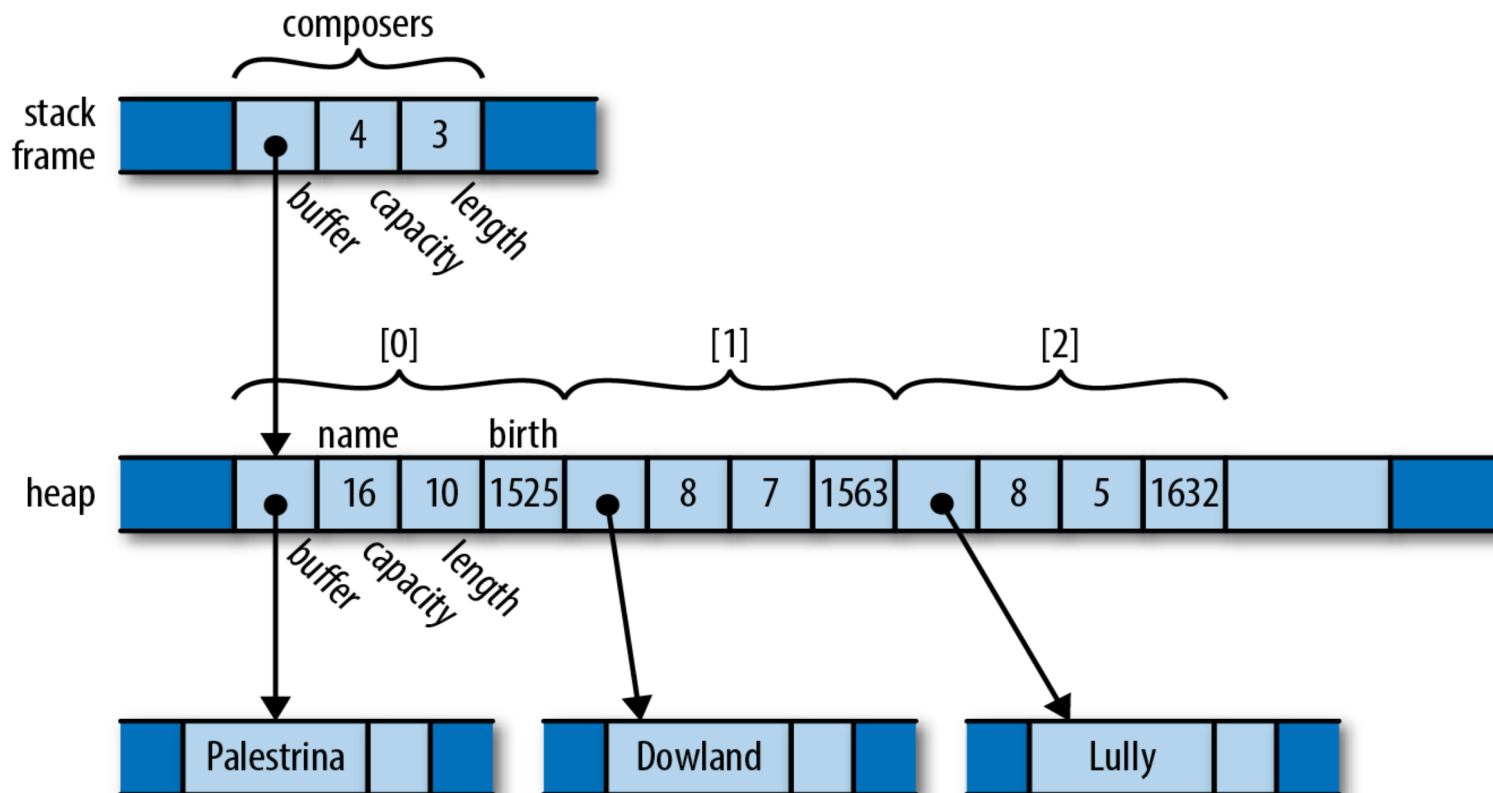 composers
stack
frame
4 3
buffer capacity length
[0] [1] [2]
name birth
heap
16 10 1525 8 7 1563 8 5 1632
buffer capacity length
Palestrina Dowland Lully